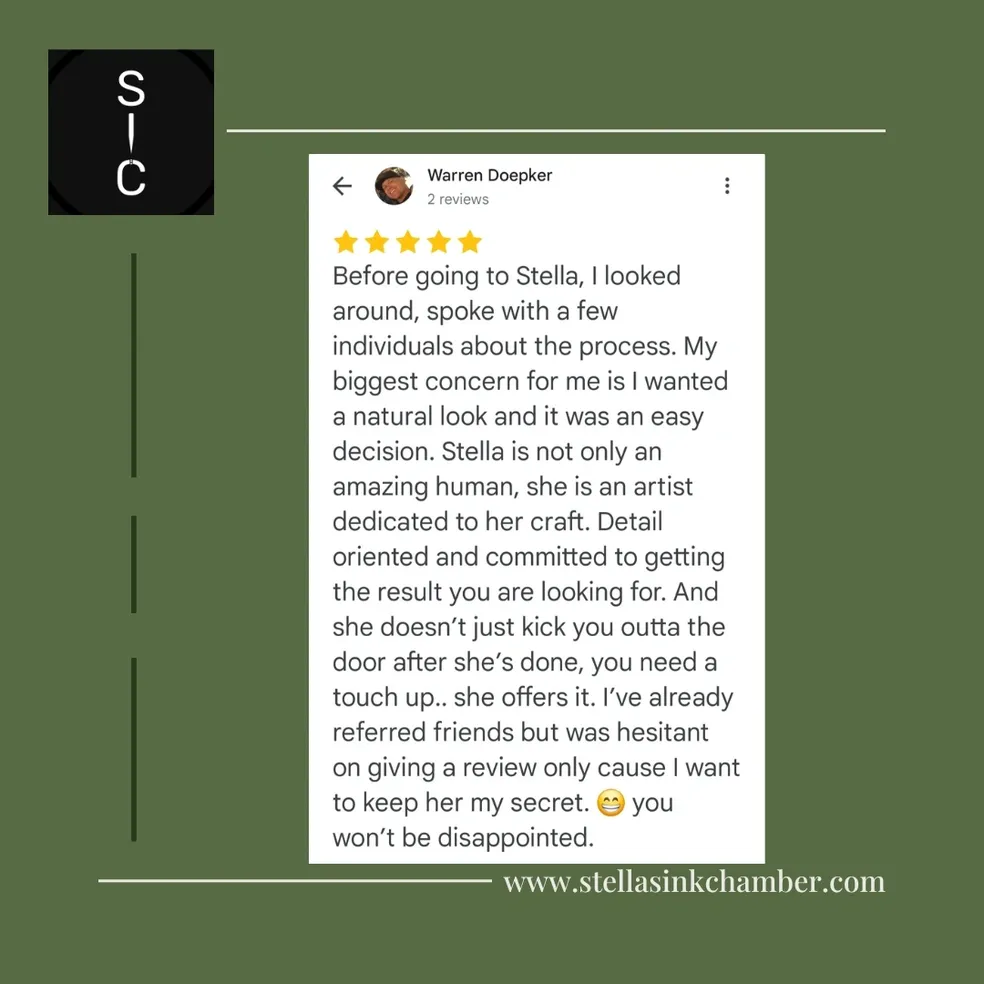 S
I
C
Warren Doepker
2 reviews
Before going to Stella, I looked
around, spoke with a few
individuals about the process. My
biggest concern for me is I wanted
a natural look and it was an easy
decision. Stella is not only an
amazing human, she is an artist
dedicated to her craft. Detail
oriented and committed to getting
the result you are looking for. And
she doesn’t just kick you outta the
door after she’s done, you need a
touch up.. she offers it. I’ve already
referred friends but was hesitant
on giving a review only cause I want
to keep her my secret. 😁 you
won’t be disappointed.
www.stellasinkchamber.com